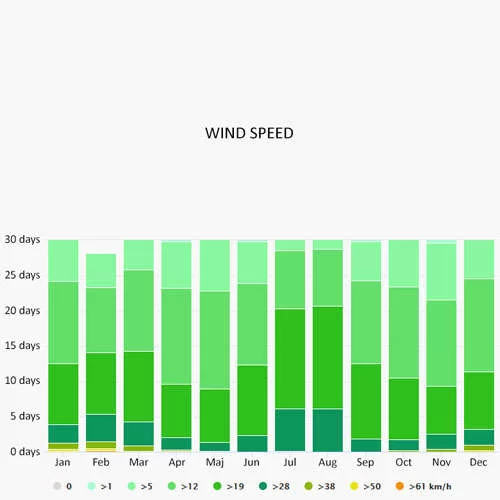 WIND SPEED
30 days
25 days
20 days
15 days
10 days
5 days
0 days
Jan Feb Mar Apr Maj Jun Jul Aug Sep Oct Nov Dec
0 >1 >5 >12 >19 >28 >38 >50 >61 km/h